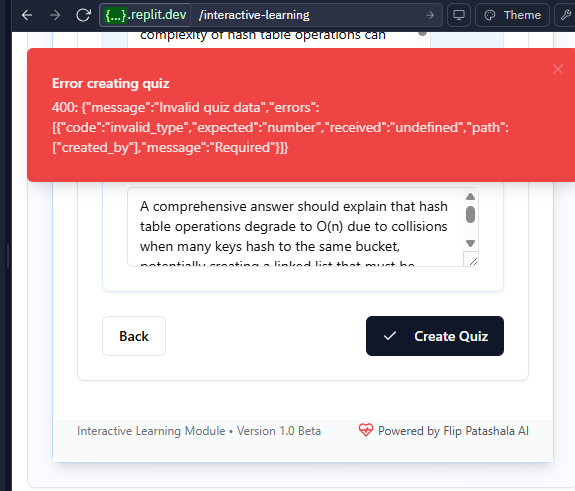 {...}.replit.dev /interactive-learning
Theme
complexity of hash table operations can
Error creating quiz
400: {"message":"Invalid quiz data","errors":
[{"code":"invalid_type","expected":"number","received":"undefined","path":
["created_by"],"message":"Required"}]}
A comprehensive answer should explain that hash
table operations degrade to O(n) due to collisions
when many keys hash to the same bucket,
potentially creating a linked list that must be
Back
Create Quiz
Interactive Learning Module • Version 1.0 Beta
Powered by Flip Patashala AI